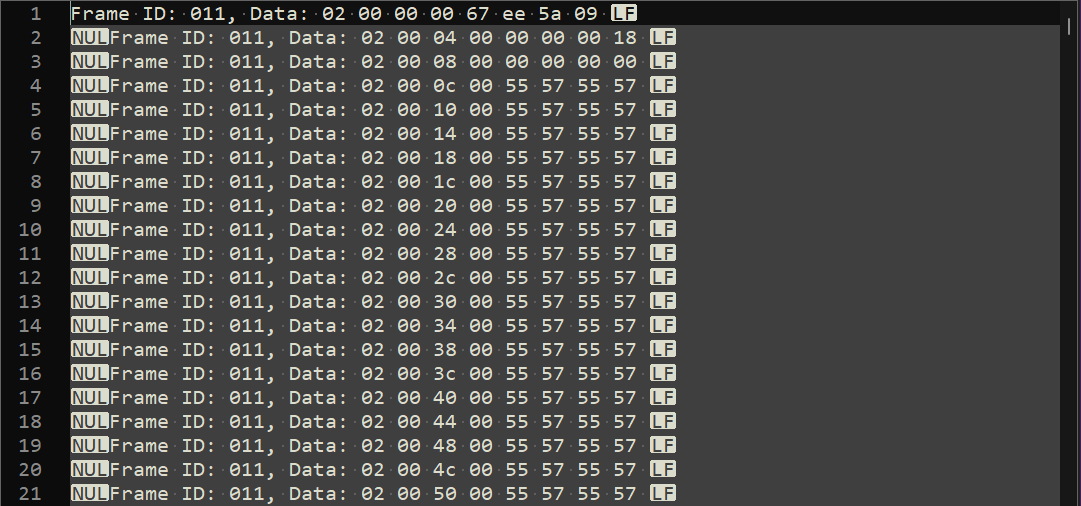 1 Frame ID: 011, Data: 02 00 00 00 67 ee 5a 09 LF
2 NULFrame ID: 011, Data: 02 00 04 00 00 00 00 18 LF
3 NULFrame ID: 011, Data: 02 00 08 00 00 00 00 00 LF
4 NULFrame ID: 011, Data: 02 00 0c 00 55 57 55 57 LF
5 NULFrame ID: 011, Data: 02 00 10 00 55 57 55 57 LF
6 NULFrame ID: 011, Data: 02 00 14 00 55 57 55 57 LF
7 NULFrame ID: 011, Data: 02 00 18 00 55 57 55 57 LF
8 NULFrame ID: 011, Data: 02 00 1c 00 55 57 55 57 LF
9 NULFrame ID: 011, Data: 02 00 20 00 55 57 55 57 LF
10 NULFrame ID: 011, Data: 02 00 24 00 55 57 55 57 LF
11 NULFrame ID: 011, Data: 02 00 28 00 55 57 55 57 LF
12 NULFrame ID: 011, Data: 02 00 2c 00 55 57 55 57 LF
13 NULFrame ID: 011, Data: 02 00 30 00 55 57 55 57 LF
14 NULFrame ID: 011, Data: 02 00 34 00 55 57 55 57 LF
15 NULFrame ID: 011, Data: 02 00 38 00 55 57 55 57 LF
16 NULFrame ID: 011, Data: 02 00 3c 00 55 57 55 57 LF
17 NULFrame ID: 011, Data: 02 00 40 00 55 57 55 57 LF
18 NULFrame ID: 011, Data: 02 00 44 00 55 57 55 57 LF
19 NULFrame ID: 011, Data: 02 00 48 00 55 57 55 57 LF
20 NULFrame ID: 011, Data: 02 00 4c 00 55 57 55 57 LF
21 NULFrame ID: 011, Data: 02 00 50 00 55 57 55 57 LF